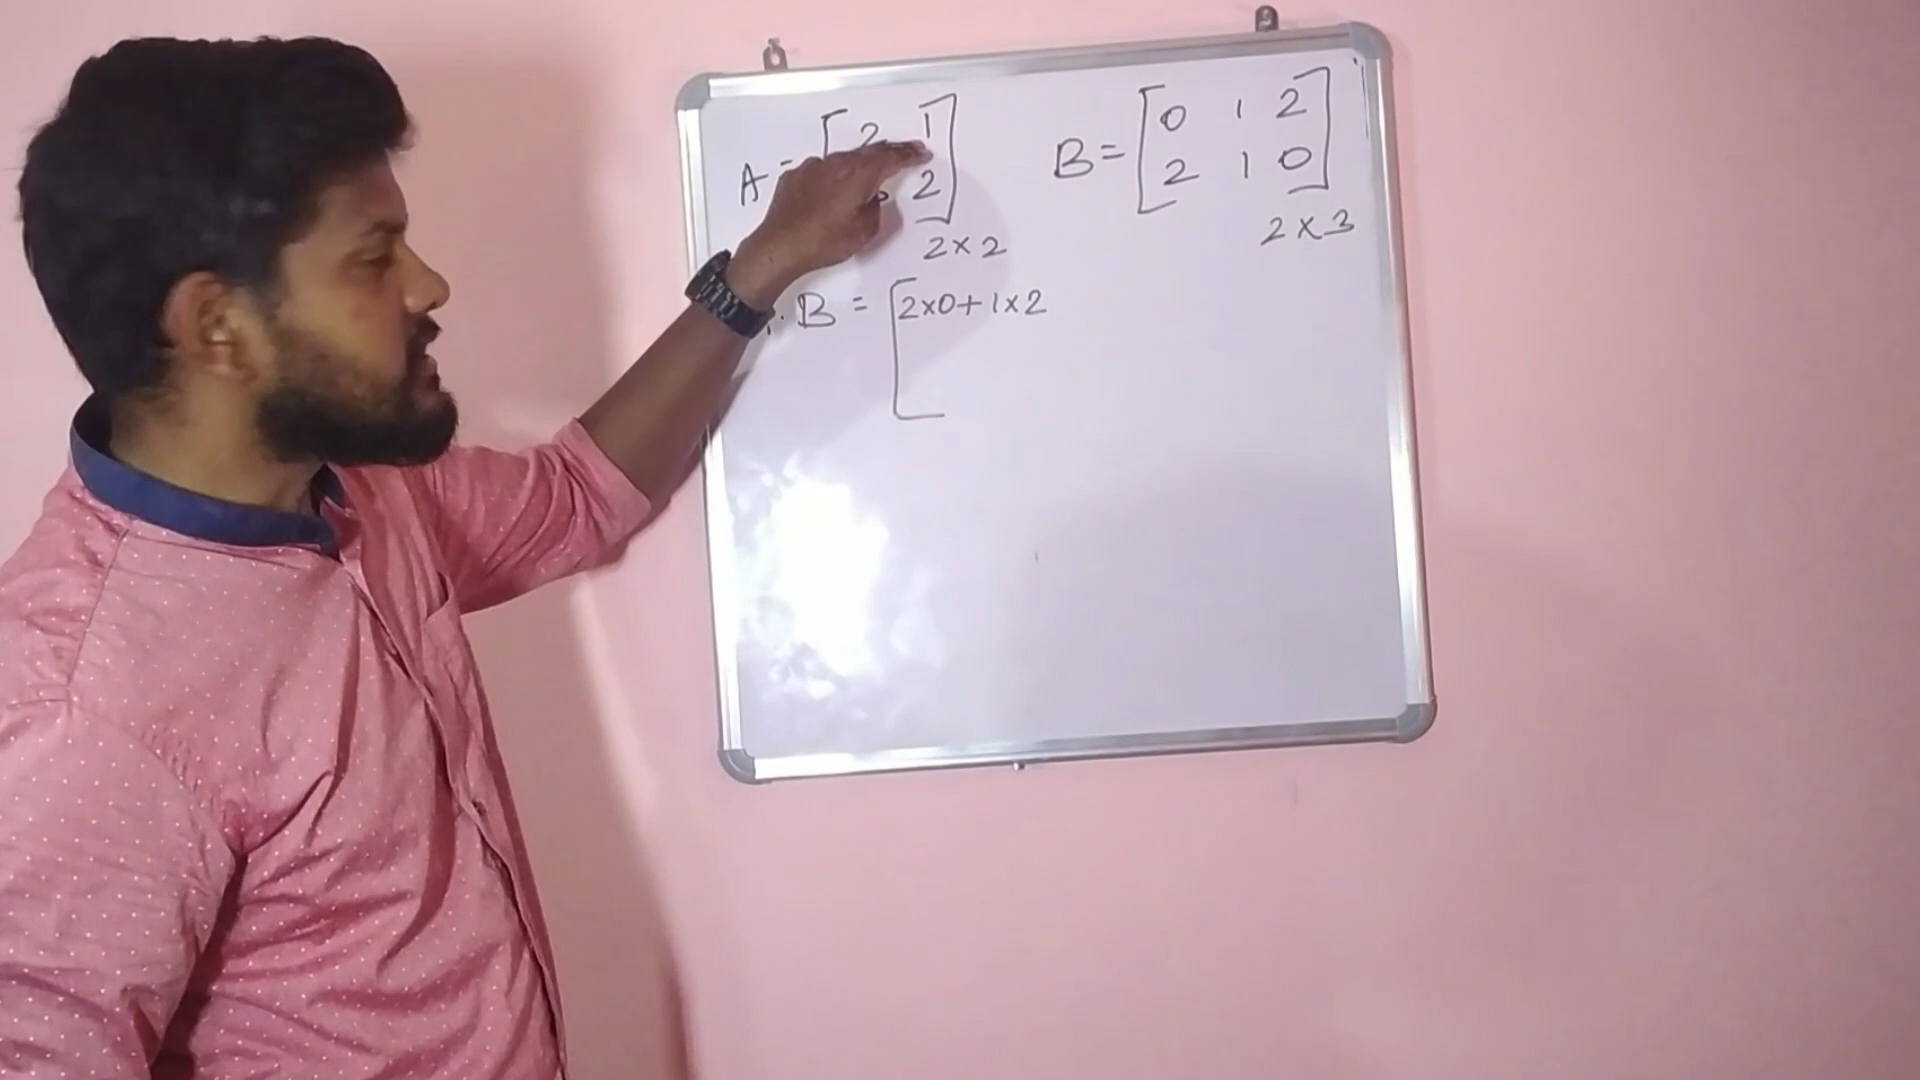 A = [ 2 1
2 ]
2×2
B = [ 0 1 2
2 1 0 ]
2×3
. B = [ 2×0+1×2